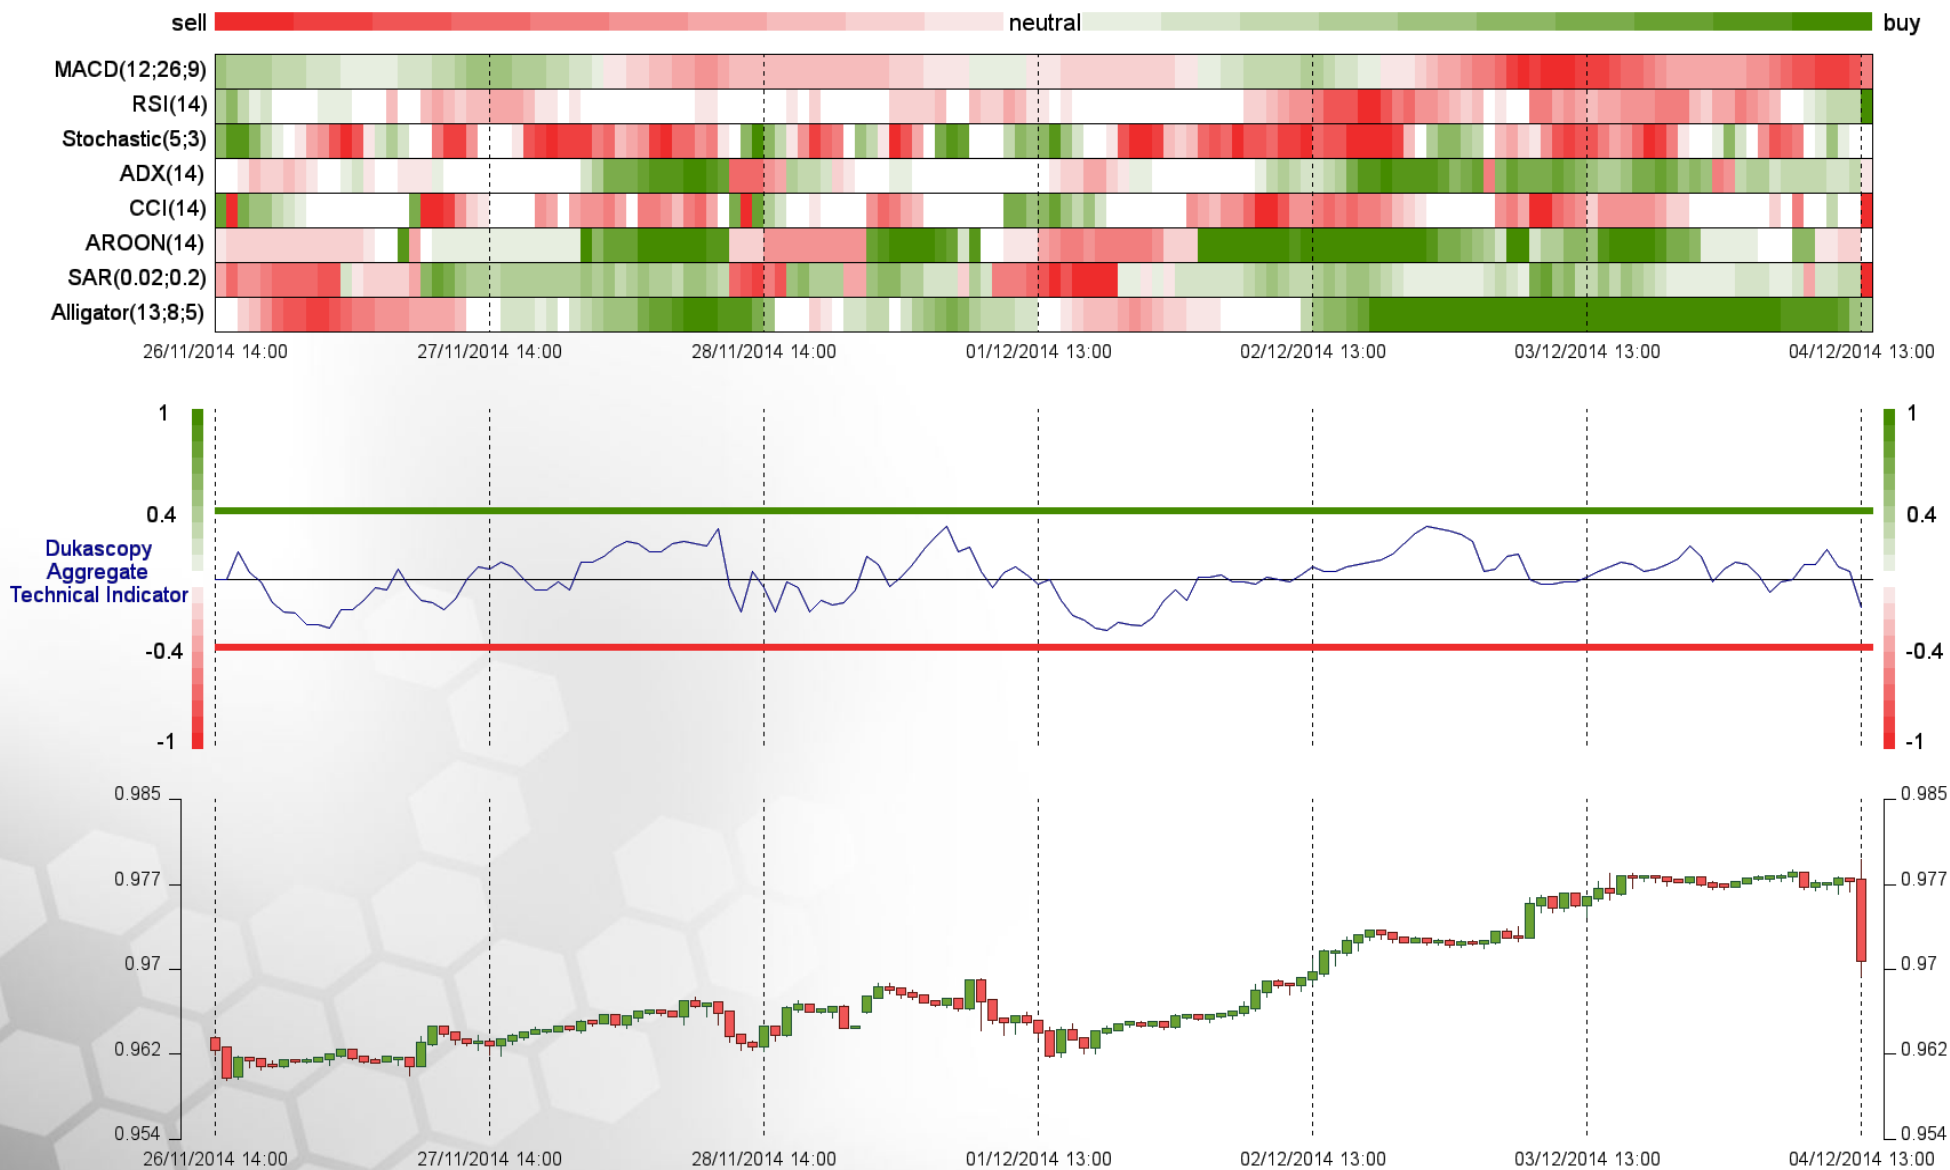 sell neutral buy
MACD(12;26;9)
RSI(14)
Stochastic(5;3)
ADX(14)
CCI(14)
AROON(14)
SAR(0.02;0.2)
Alligator(13;8;5)
26/11/2014 14:00 27/11/2014 14:00 28/11/2014 14:00 01/12/2014 13:00 02/12/2014 13:00 03/12/2014 13:00 04/12/2014 13:00
1 1
0.4 0.4
Dukascopy
Aggregate
Technical Indicator
-0.4 -0.4
-1 -1
0.985 0.985
0.977 0.977
0.97 0.97
0.962 0.962
0.954 0.954
26/11/2014 14:00 27/11/2014 14:00 28/11/2014 14:00 01/12/2014 13:00 02/12/2014 13:00 03/12/2014 13:00 04/12/2014 13:00